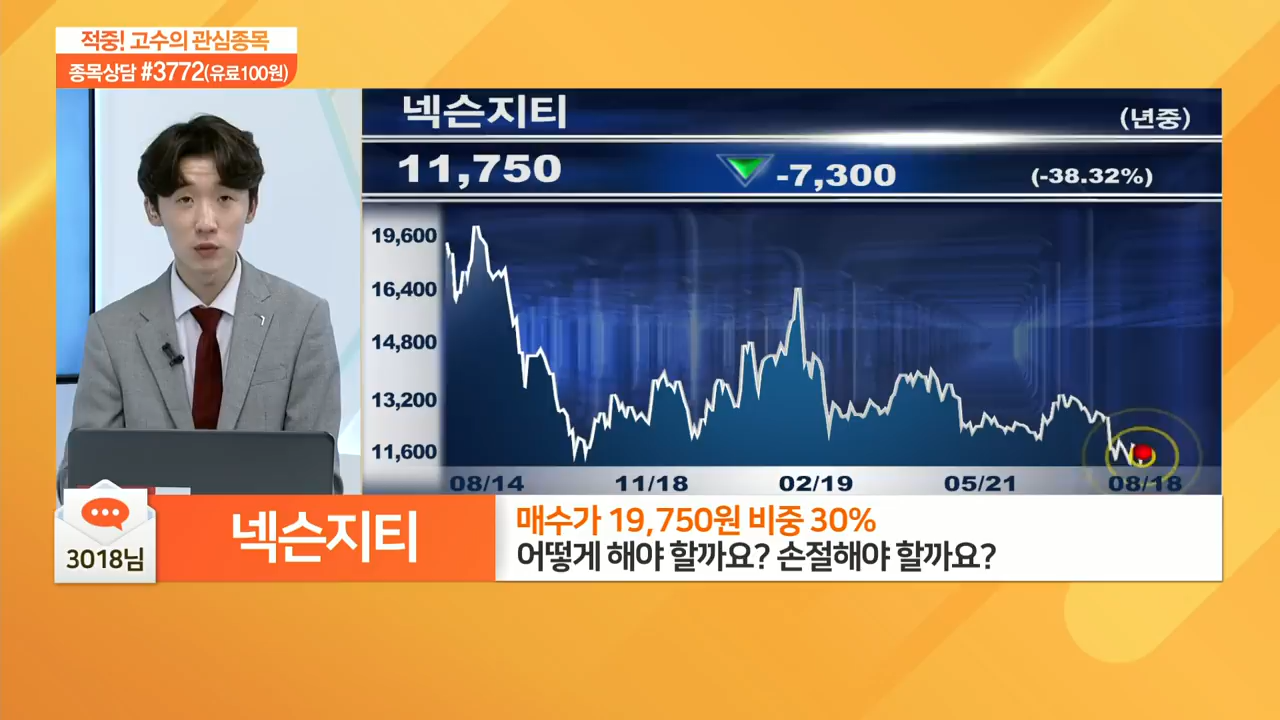 적중! 고수의 관심종목
종목상담 #3772(유료100원)
넥슨지티
(년중)
11,750
-7,300
(-38.32%)
19,600
16,400
14,800
13,200
11,600
08/14
11/18
02/19
05/21
08/18
3018님
넥슨지티
매수가 19,750원 비중 30%
어떻게 해야 할까요? 손절해야 할까요?